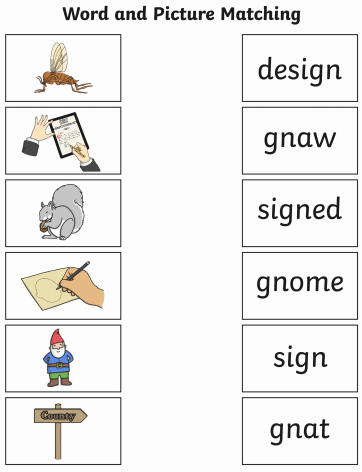 Word and Picture Matching
design
gnaw
signed
gnome
sign
County
gnat